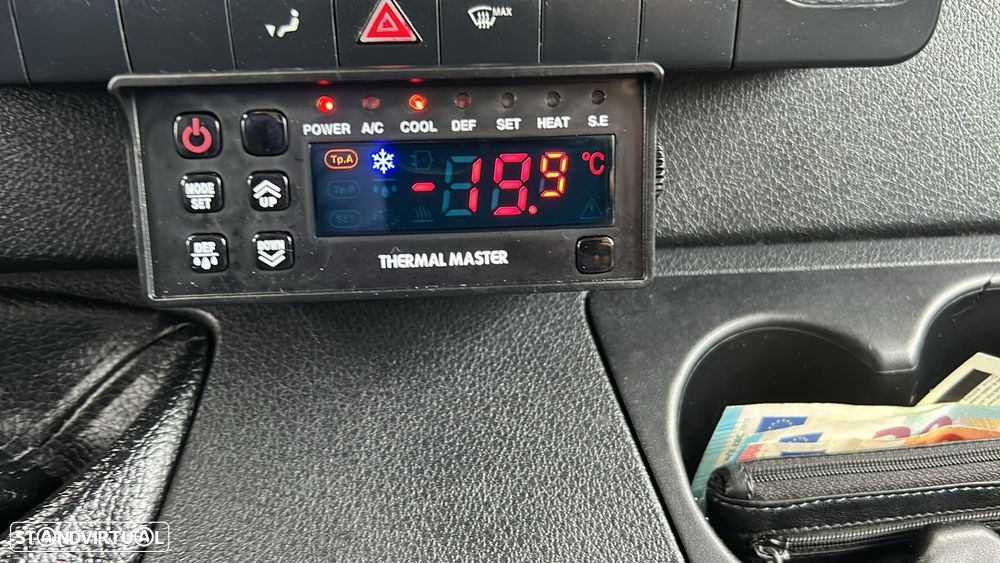 MAX
POWER A/C COOL DEF SET HEAT S.E
MODE
SET
UP
DEF
DOWN
Tp.A
Tp.B
SET
-19.9 °C
THERMAL MASTER
STANDVIRTUAL